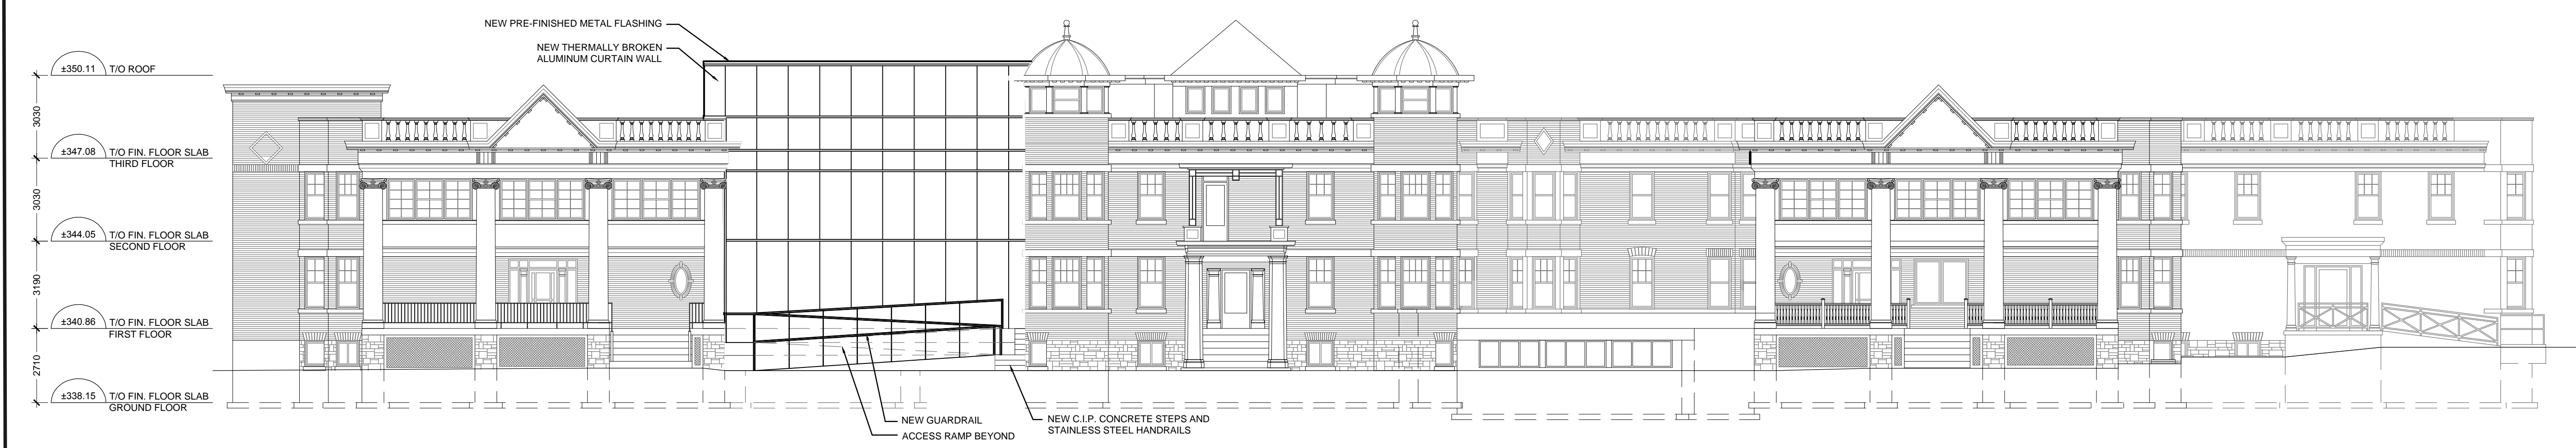 NEW PRE-FINISHED METAL FLASHING
NEW THERMALLY BROKEN
ALUMINUM CURTAIN WALL
±350.11 T/O ROOF
3030
±347.08 T/O FIN. FLOOR SLAB
THIRD FLOOR
3030
±344.05 T/O FIN. FLOOR SLAB
SECOND FLOOR
3190
±340.86 T/O FIN. FLOOR SLAB
FIRST FLOOR
2710
±338.15 T/O FIN. FLOOR SLAB
GROUND FLOOR
NEW GUARDRAIL
ACCESS RAMP BEYOND
NEW C.I.P. CONCRETE STEPS AND
STAINLESS STEEL HANDRAILS